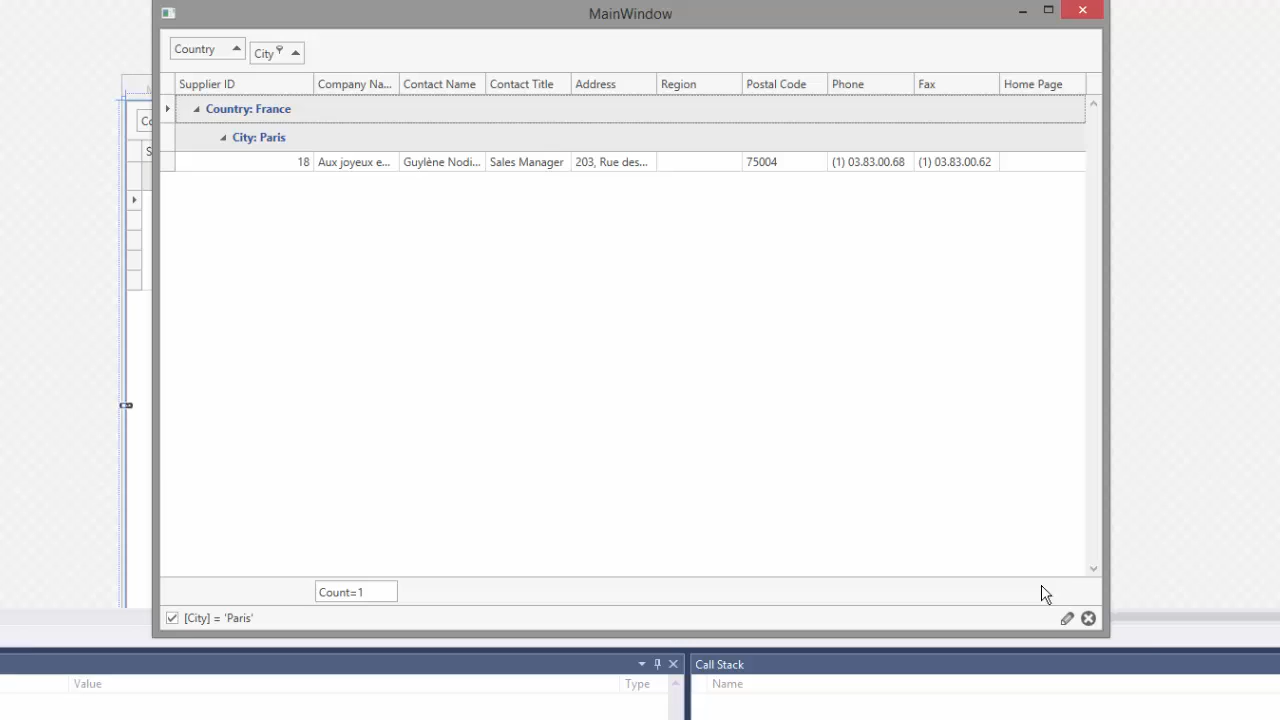 MainWindow
Country
City
Supplier ID Company Na... Contact Name Contact Title Address Region Postal Code Phone Fax Home Page
Country: France
City: Paris
18 Aux joyeux e... Guylène Nodi... Sales Manager 203, Rue des... 75004 (1) 03.83.00.68 (1) 03.83.00.62
Co
S
Count=1
[City] = 'Paris'
Call Stack
Value Type Name